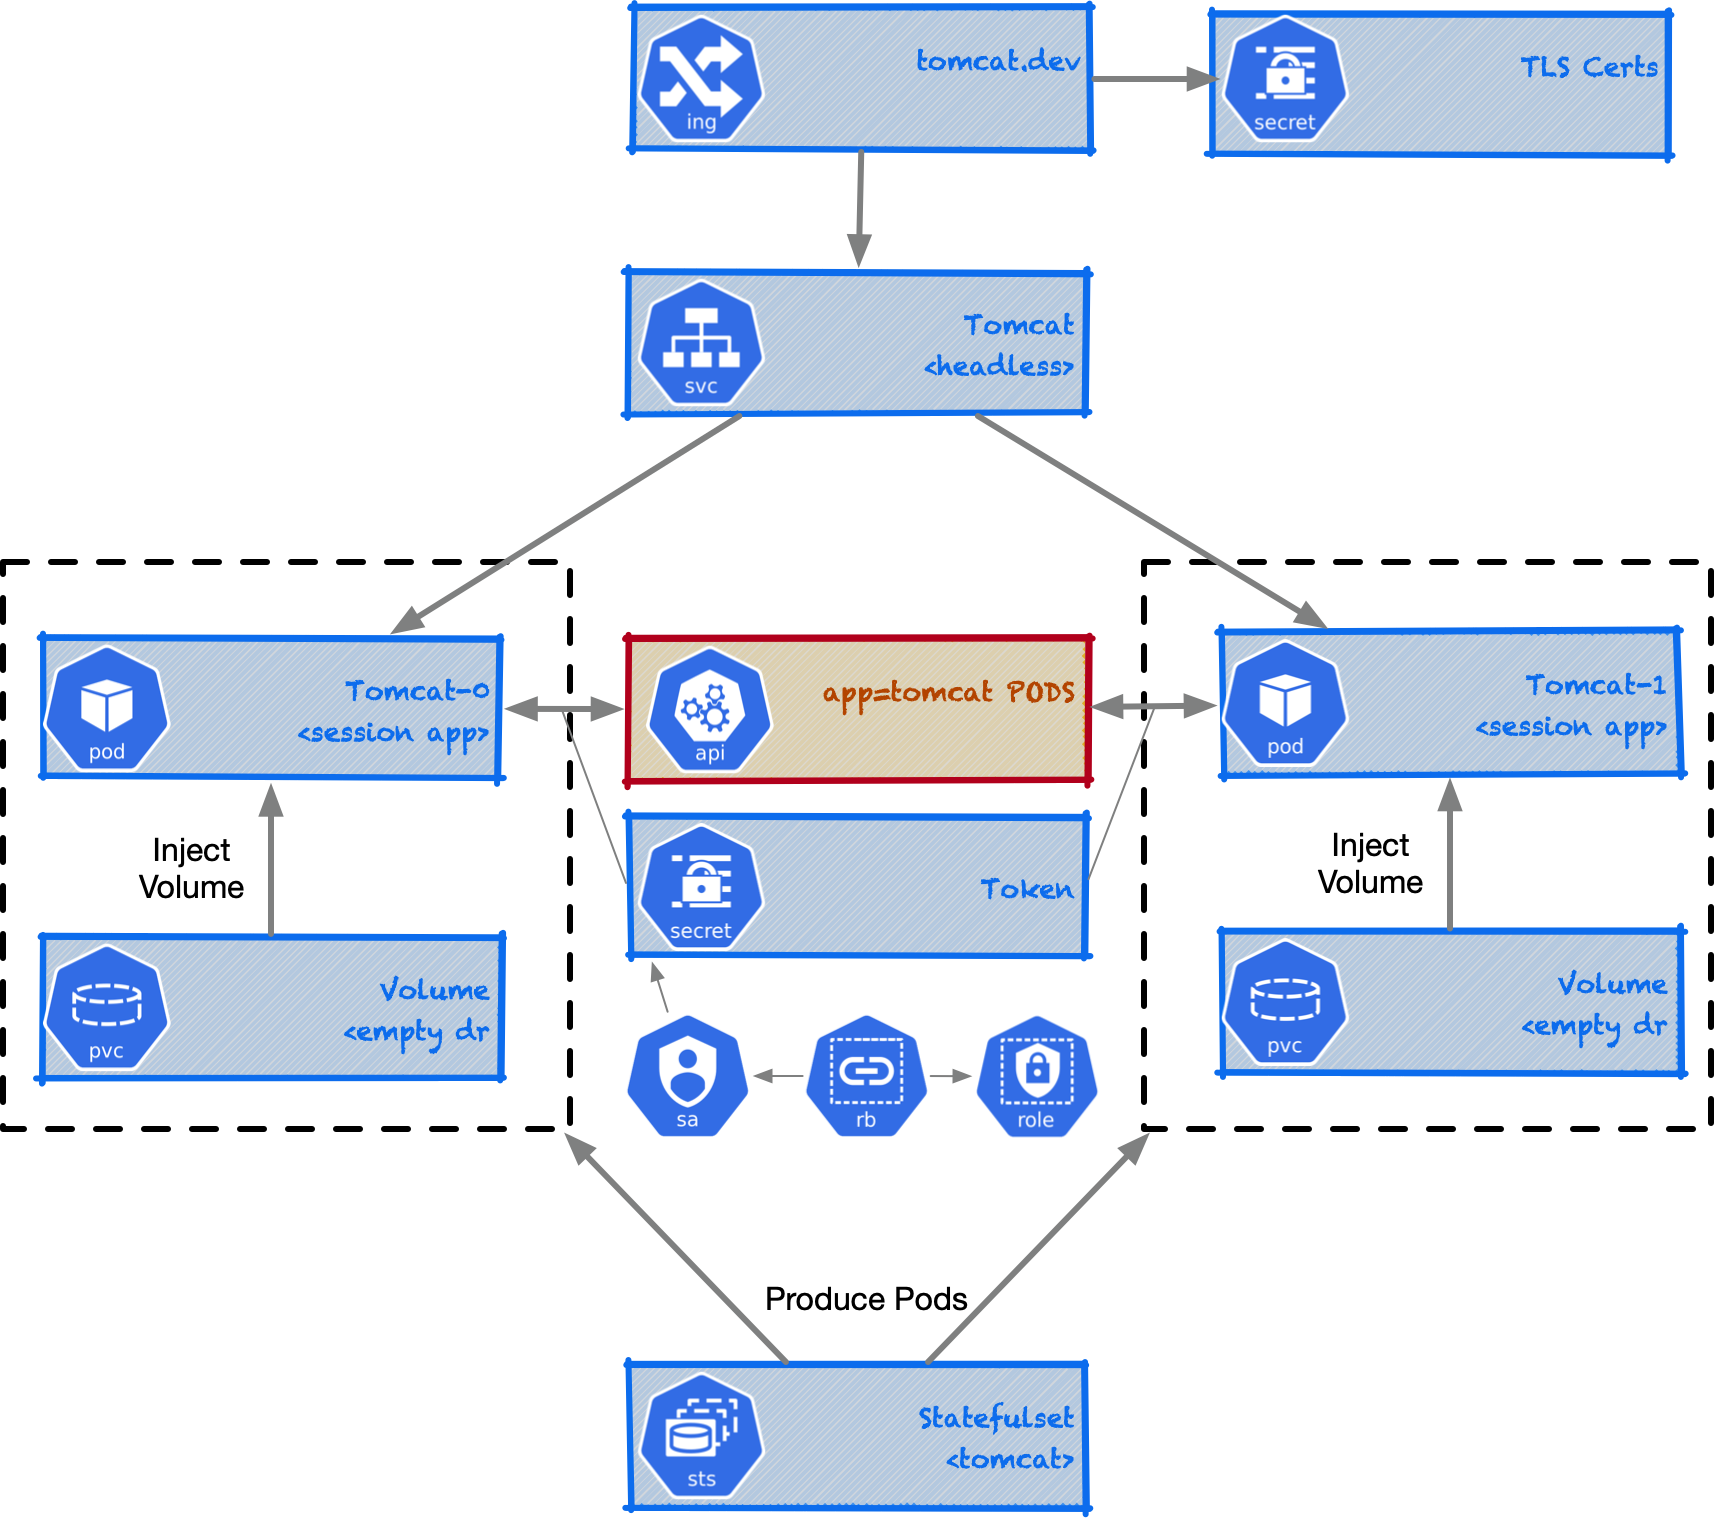 tomcat.dev
ing
TLS Certs
secret
Tomcat
<headless>
svc
Tomcat-0
<session app>
pod
app=tomcat PODS
api
Tomcat-1
<session app>
pod
Inject
Volume
Token
secret
Inject
Volume
Volume
<empty dr
pvc
sa
rb
role
Volume
<empty dr
pvc
Produce Pods
Statefulset
<tomcat>
sts